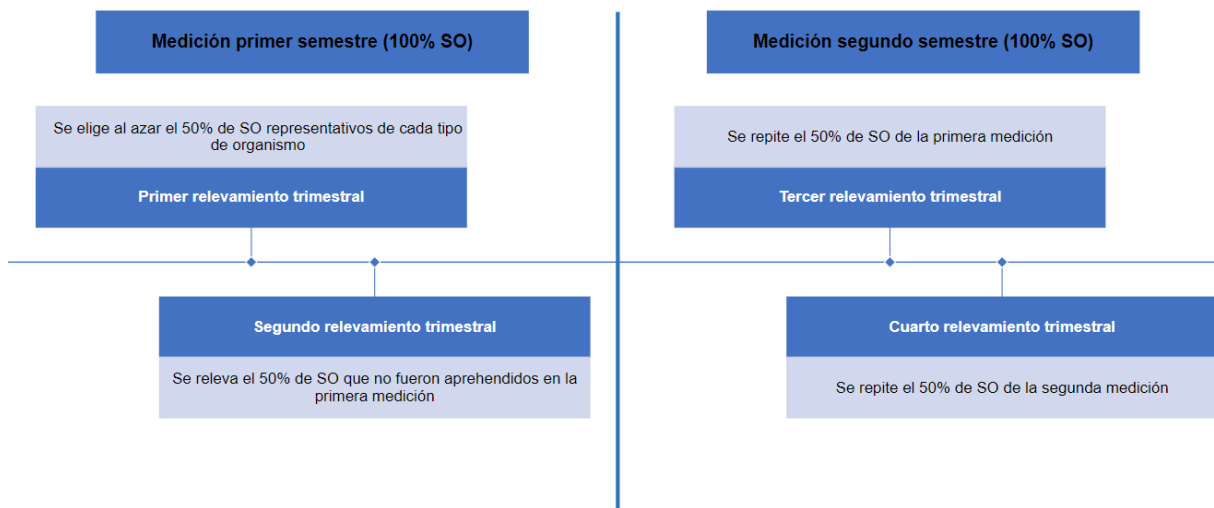 Medición primer semestre (100% SO)
Medición segundo semestre (100% SO)
Se elige al azar el 50% de SO representativos de cada tipo
de organismo
Primer relevamiento trimestral
Se repite el 50% de SO de la primera medición
Tercer relevamiento trimestral
Segundo relevamiento trimestral
Se releva el 50% de SO que no fueron aprehendidos en la
primera medición
Cuarto relevamiento trimestral
Se repite el 50% de SO de la segunda medición